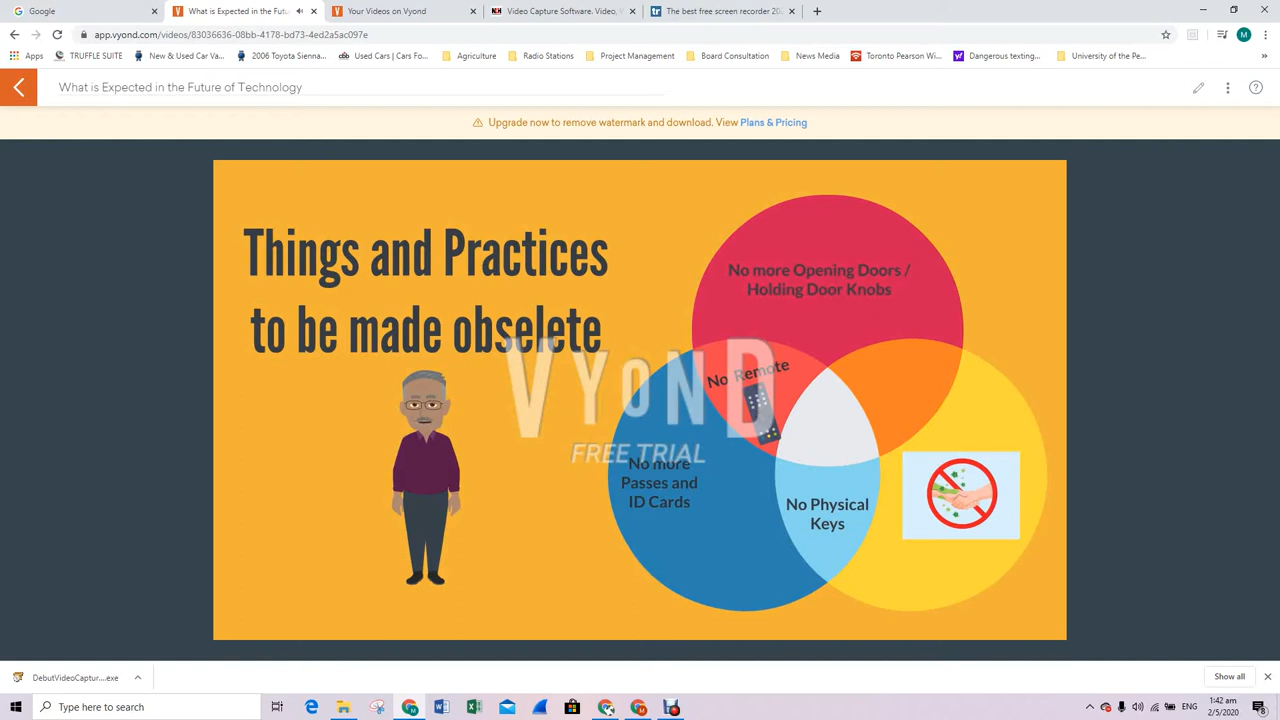 Google
What is Expected in the Futu
Your Videos on Vyond
Video Capture Software. Video,
The best free screen recorder 20
app.vyond.com/videos/83036636-08bb-4178-bd73-4ed2a5ac097e
M
Apps
TRUFFLE SUITE
New & Used Car Va...
2006 Toyota Sienna...
Used Cars | Cars Fo...
Agriculture
Radio Stations
Project Management
Board Consultation
News Media
Toronto Pearson Wi...
Dangerous texting...
University of the Pe...
»
What is Expected in the Future of Technology
Upgrade now to remove watermark and download. View Plans & Pricing
Things and Practices
to be made obselete
No more Opening Doors /
Holding Door Knobs
No Remote
VYOND
FREE TRIAL
No more
Passes and
ID Cards
No Physical
Keys
DebutVideoCaptur....exe
Show all
Type here to search
ENG
1:42 am
2/5/2020